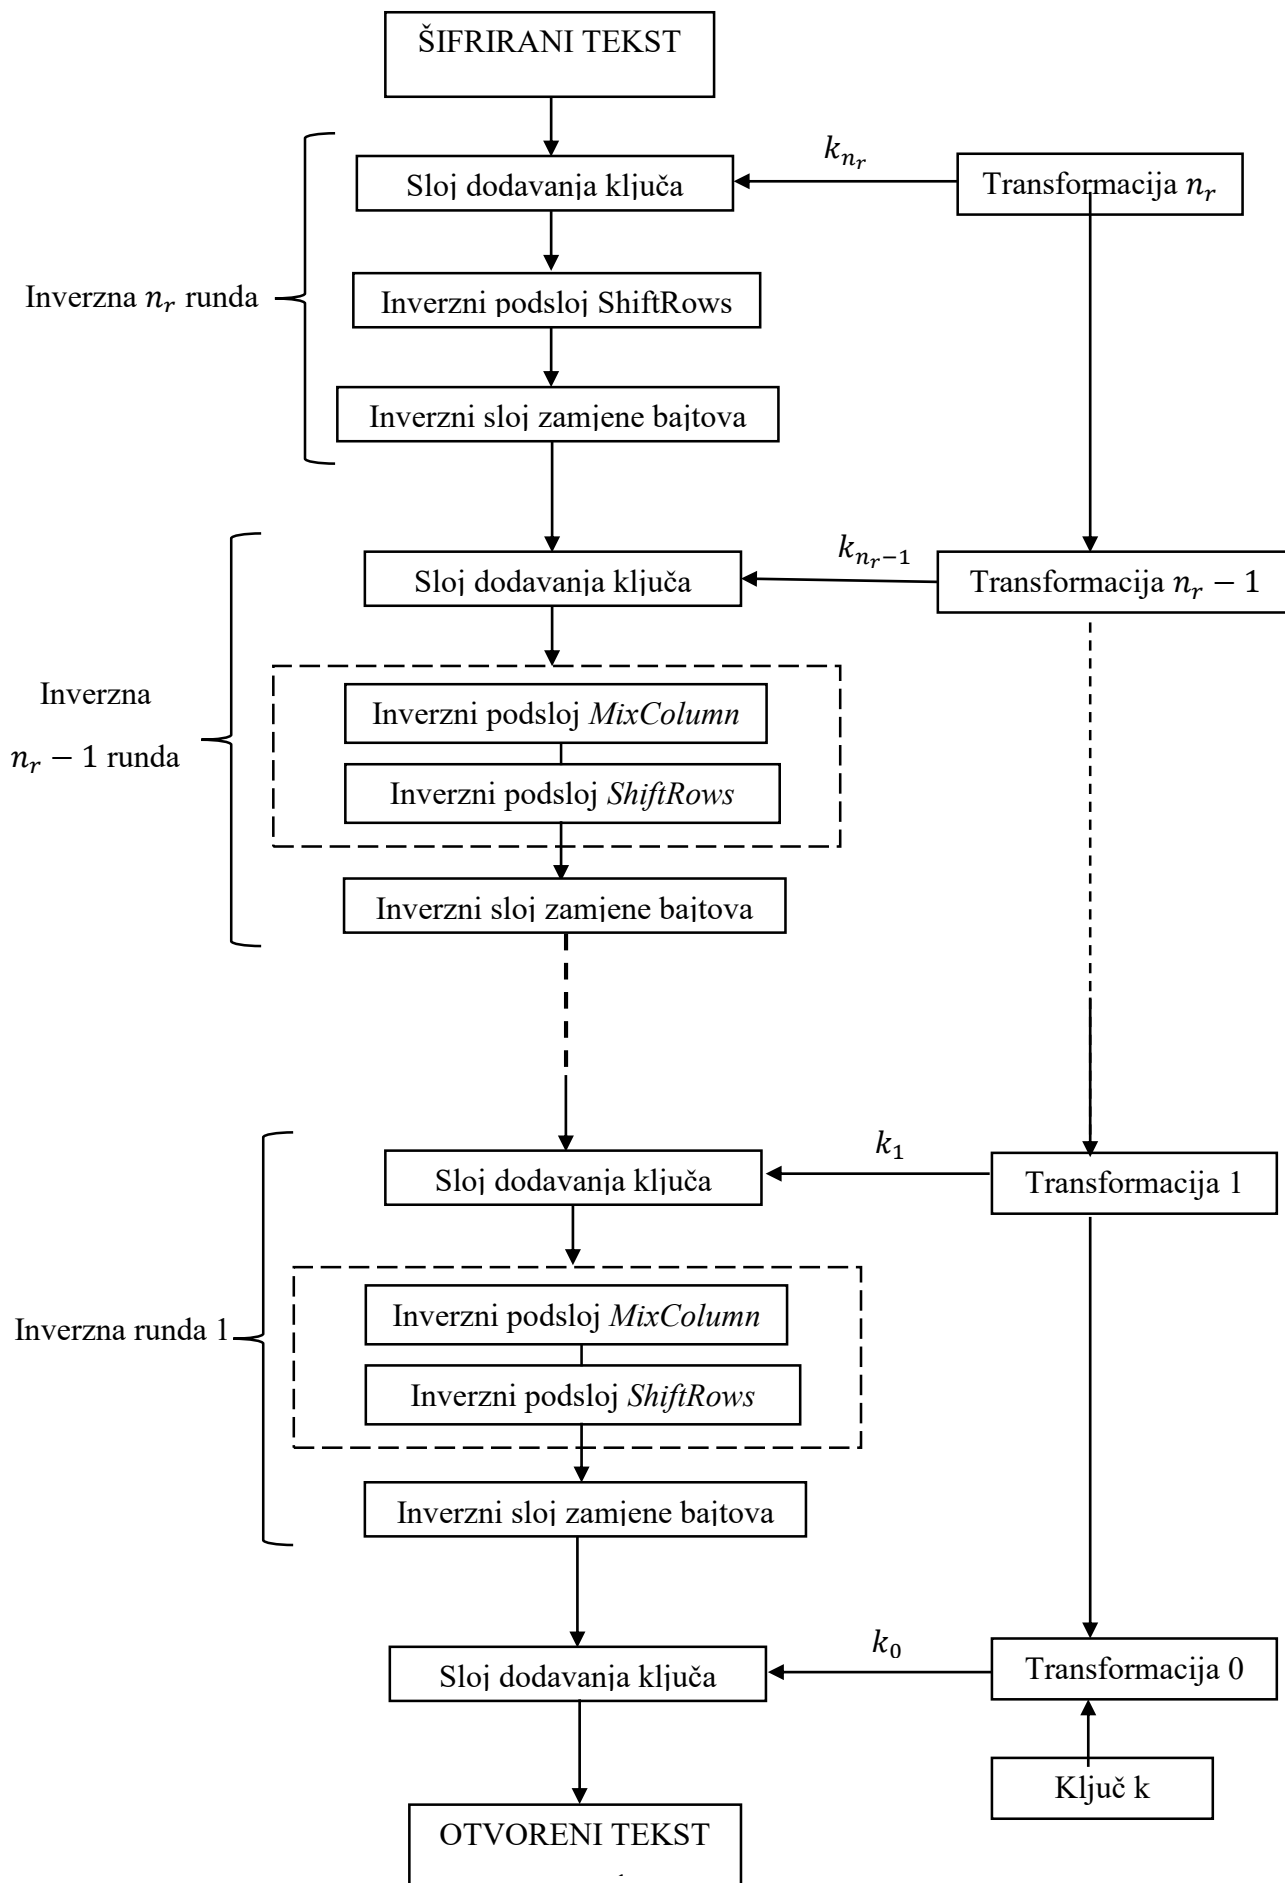 ŠIFRIRANI TEKST
k_{n_r}
Sloj dodavanja ključa
Transformacija n_r
Inverzna n_r runda
Inverzni podsloj ShiftRows
Inverzni sloj zamjene bajtova
k_{n_r-1}
Sloj dodavanja ključa
Transformacija n_r − 1
Inverzna
n_r − 1 runda
Inverzni podsloj MixColumn
Inverzni podsloj ShiftRows
Inverzni sloj zamjene bajtova
k_1
Sloj dodavanja ključa
Transformacija 1
Inverzna runda 1
Inverzni podsloj MixColumn
Inverzni podsloj ShiftRows
Inverzni sloj zamjene bajtova
k_0
Sloj dodavanja ključa
Transformacija 0
Ključ k
OTVORENI TEKST